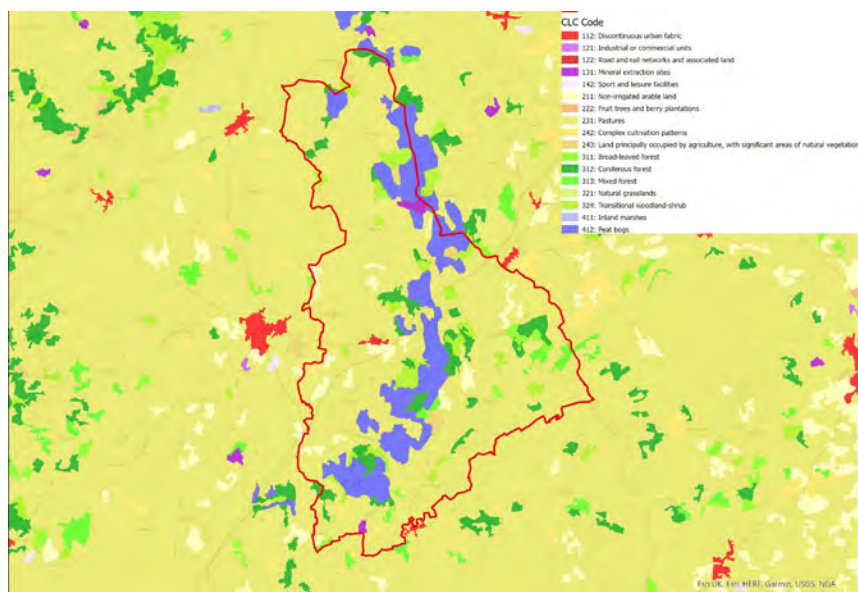 CLC Code
112: Discontinuous urban fabric
121: Industrial or commercial units
122: Road and rail networks and associated land
131: Mineral extraction sites
142: Sport and leisure facilities
211: Non-irrigated arable land
222: Fruit trees and berry plantations
231: Pastures
242: Complex cultivation patterns
243: Land principally occupied by agriculture, with significant areas of natural vegetation
311: Broad-leaved forest
312: Coniferous forest
313: Mixed forest
321: Natural grasslands
324: Transitional woodland-shrub
411: Inland marshes
412: Peat bogs
Esri UK, Esri, HERE, Garmin, USGS, NGA